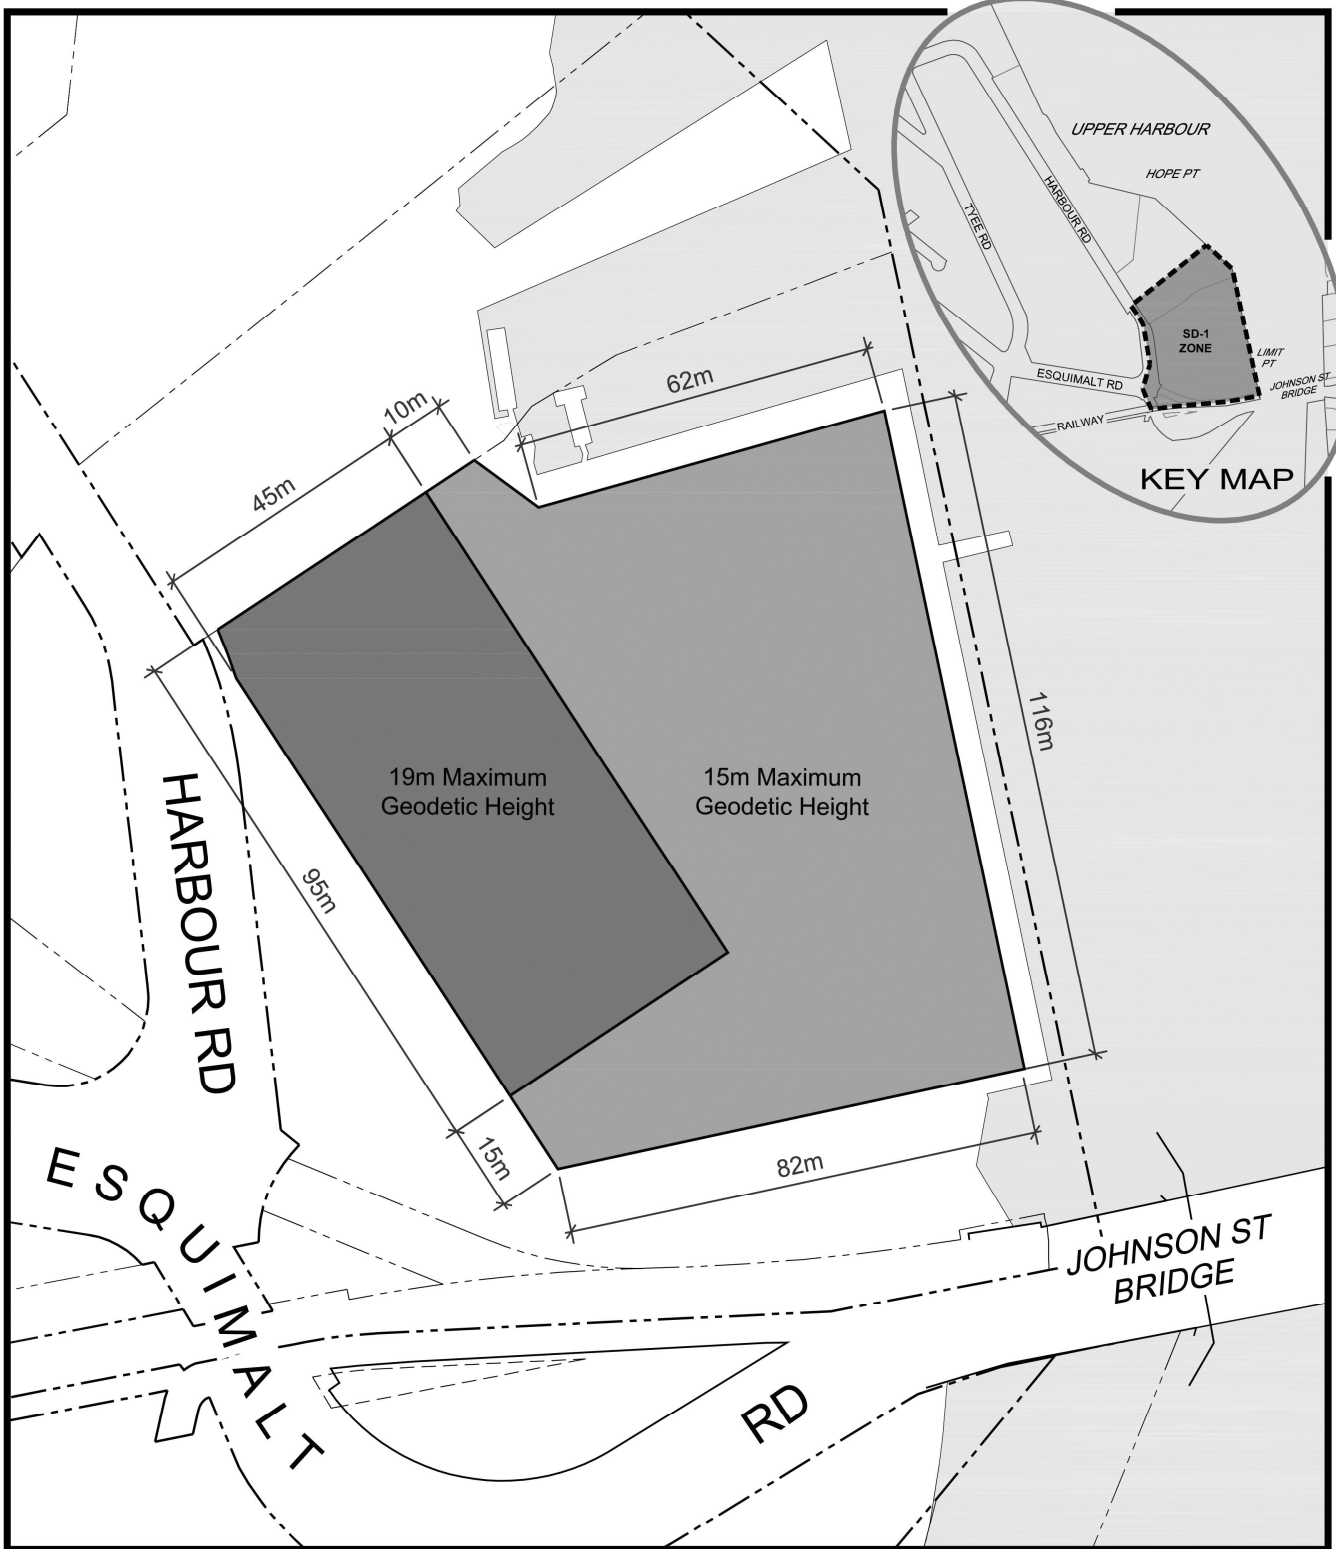 UPPER HARBOUR
HOPE PT
HARBOUR RD
TYEE RD
SD-1
ZONE
LIMIT
PT
JOHNSON ST
BRIDGE
ESQUIMALT RD
RAILWAY
KEY MAP
62m
10m
45m
116m
19m Maximum
Geodetic Height
15m Maximum
Geodetic Height
95m
HARBOUR RD
15m
82m
ESQUIMALT
RD
JOHNSON ST
BRIDGE